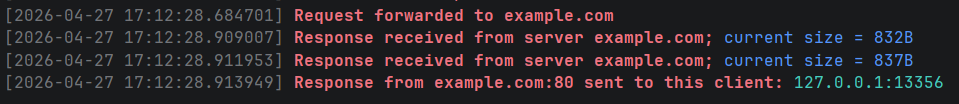 [2026-04-27 17:12:28.684701] Request forwarded to example.com
[2026-04-27 17:12:28.909007] Response received from server example.com; current size = 832B
[2026-04-27 17:12:28.911953] Response received from server example.com; current size = 837B
[2026-04-27 17:12:28.913949] Response from example.com:80 sent to this client: 127.0.0.1:13356